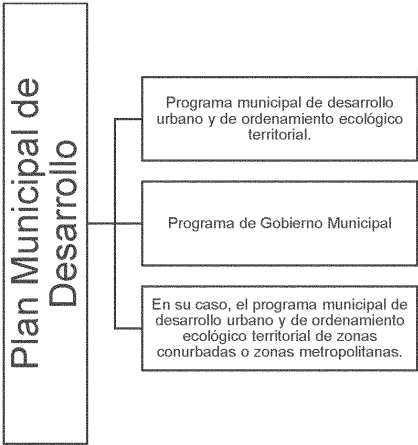 Plan Municipal de
Desarrollo
Programa municipal de desarrollo
urbano y de ordenamiento ecológico
territorial.
Programa de Gobierno Municipal
En su caso, el programa municipal de
desarrollo urbano y de ordenamiento
ecológico territorial de zonas
conurbadas o zonas metropolitanas.